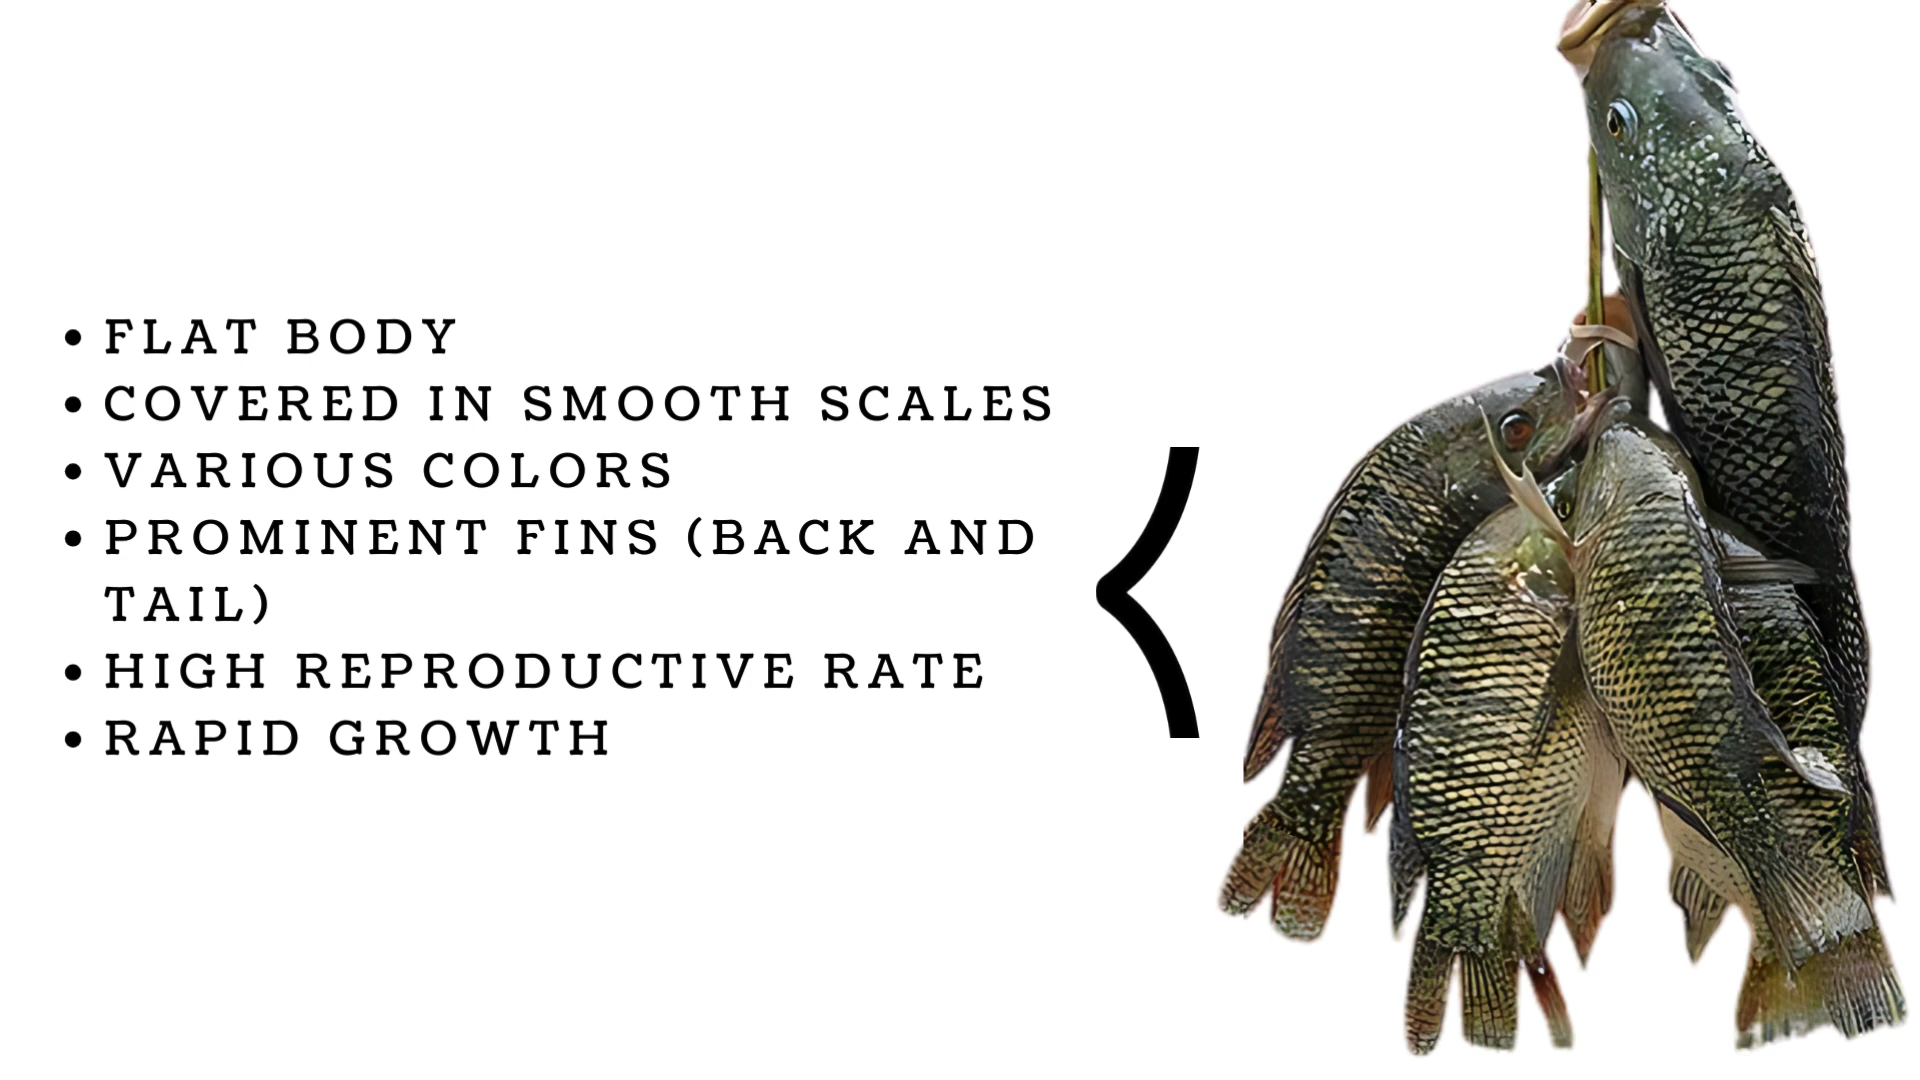 • FLAT BODY
• COVERED IN SMOOTH SCALES
• VARIOUS COLORS
• PROMINENT FINS (BACK AND
TAIL)
• HIGH REPRODUCTIVE RATE
• RAPID GROWTH